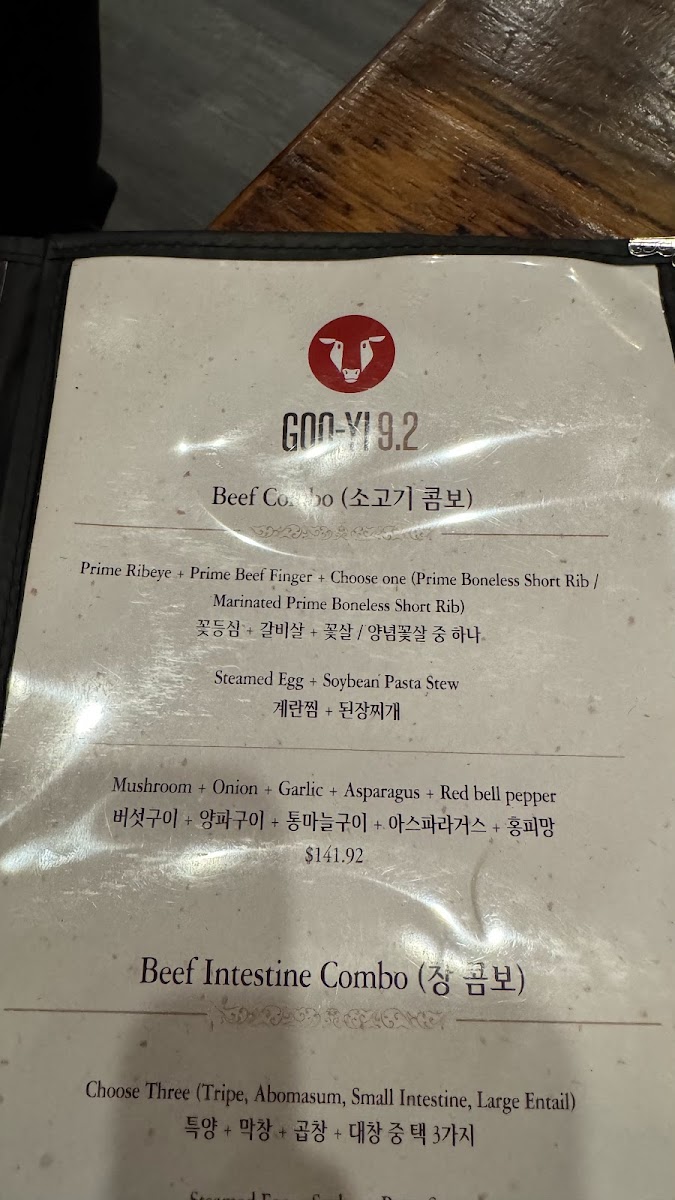 GOO-YI 9.2
Beef Combo (소고기 콤보)
Prime Ribeye + Prime Beef Finger + Choose one (Prime Boneless Short Rib /
Marinated Prime Boneless Short Rib)
꽃등심 + 갈비살 + 꽃살 / 양념꽃살 중 하나
Steamed Egg + Soybean Pasta Stew
계란찜 + 된장찌개
Mushroom + Onion + Garlic + Asparagus + Red bell pepper
버섯구이 + 양파구이 + 통마늘구이 + 아스파라거스 + 홍피망
$141.92
Beef Intestine Combo (장 콤보)
Choose Three (Tripe, Abomasum, Small Intestine, Large Entail)
특양 + 막창 + 곱창 + 대창 중 택 3가지